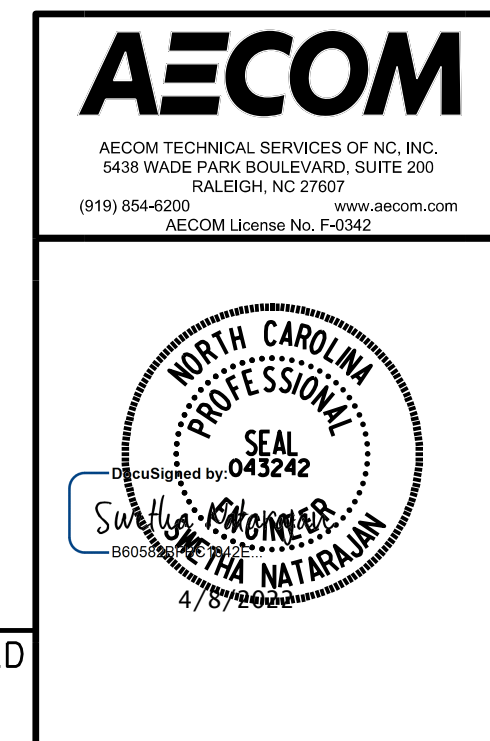 AECOM
AECOM TECHNICAL SERVICES OF NC, INC.
5438 WADE PARK BOULEVARD, SUITE 200
RALEIGH, NC 27607
(919) 854-6200 www.aecom.com
AECOM License No. F-0342
NORTH CAROLINA
PROFESSIONAL
SEAL
043242
ENGINEER
SWETHA NATARAJAN
DocuSigned by:
Swetha Natarajan
4/8/2022